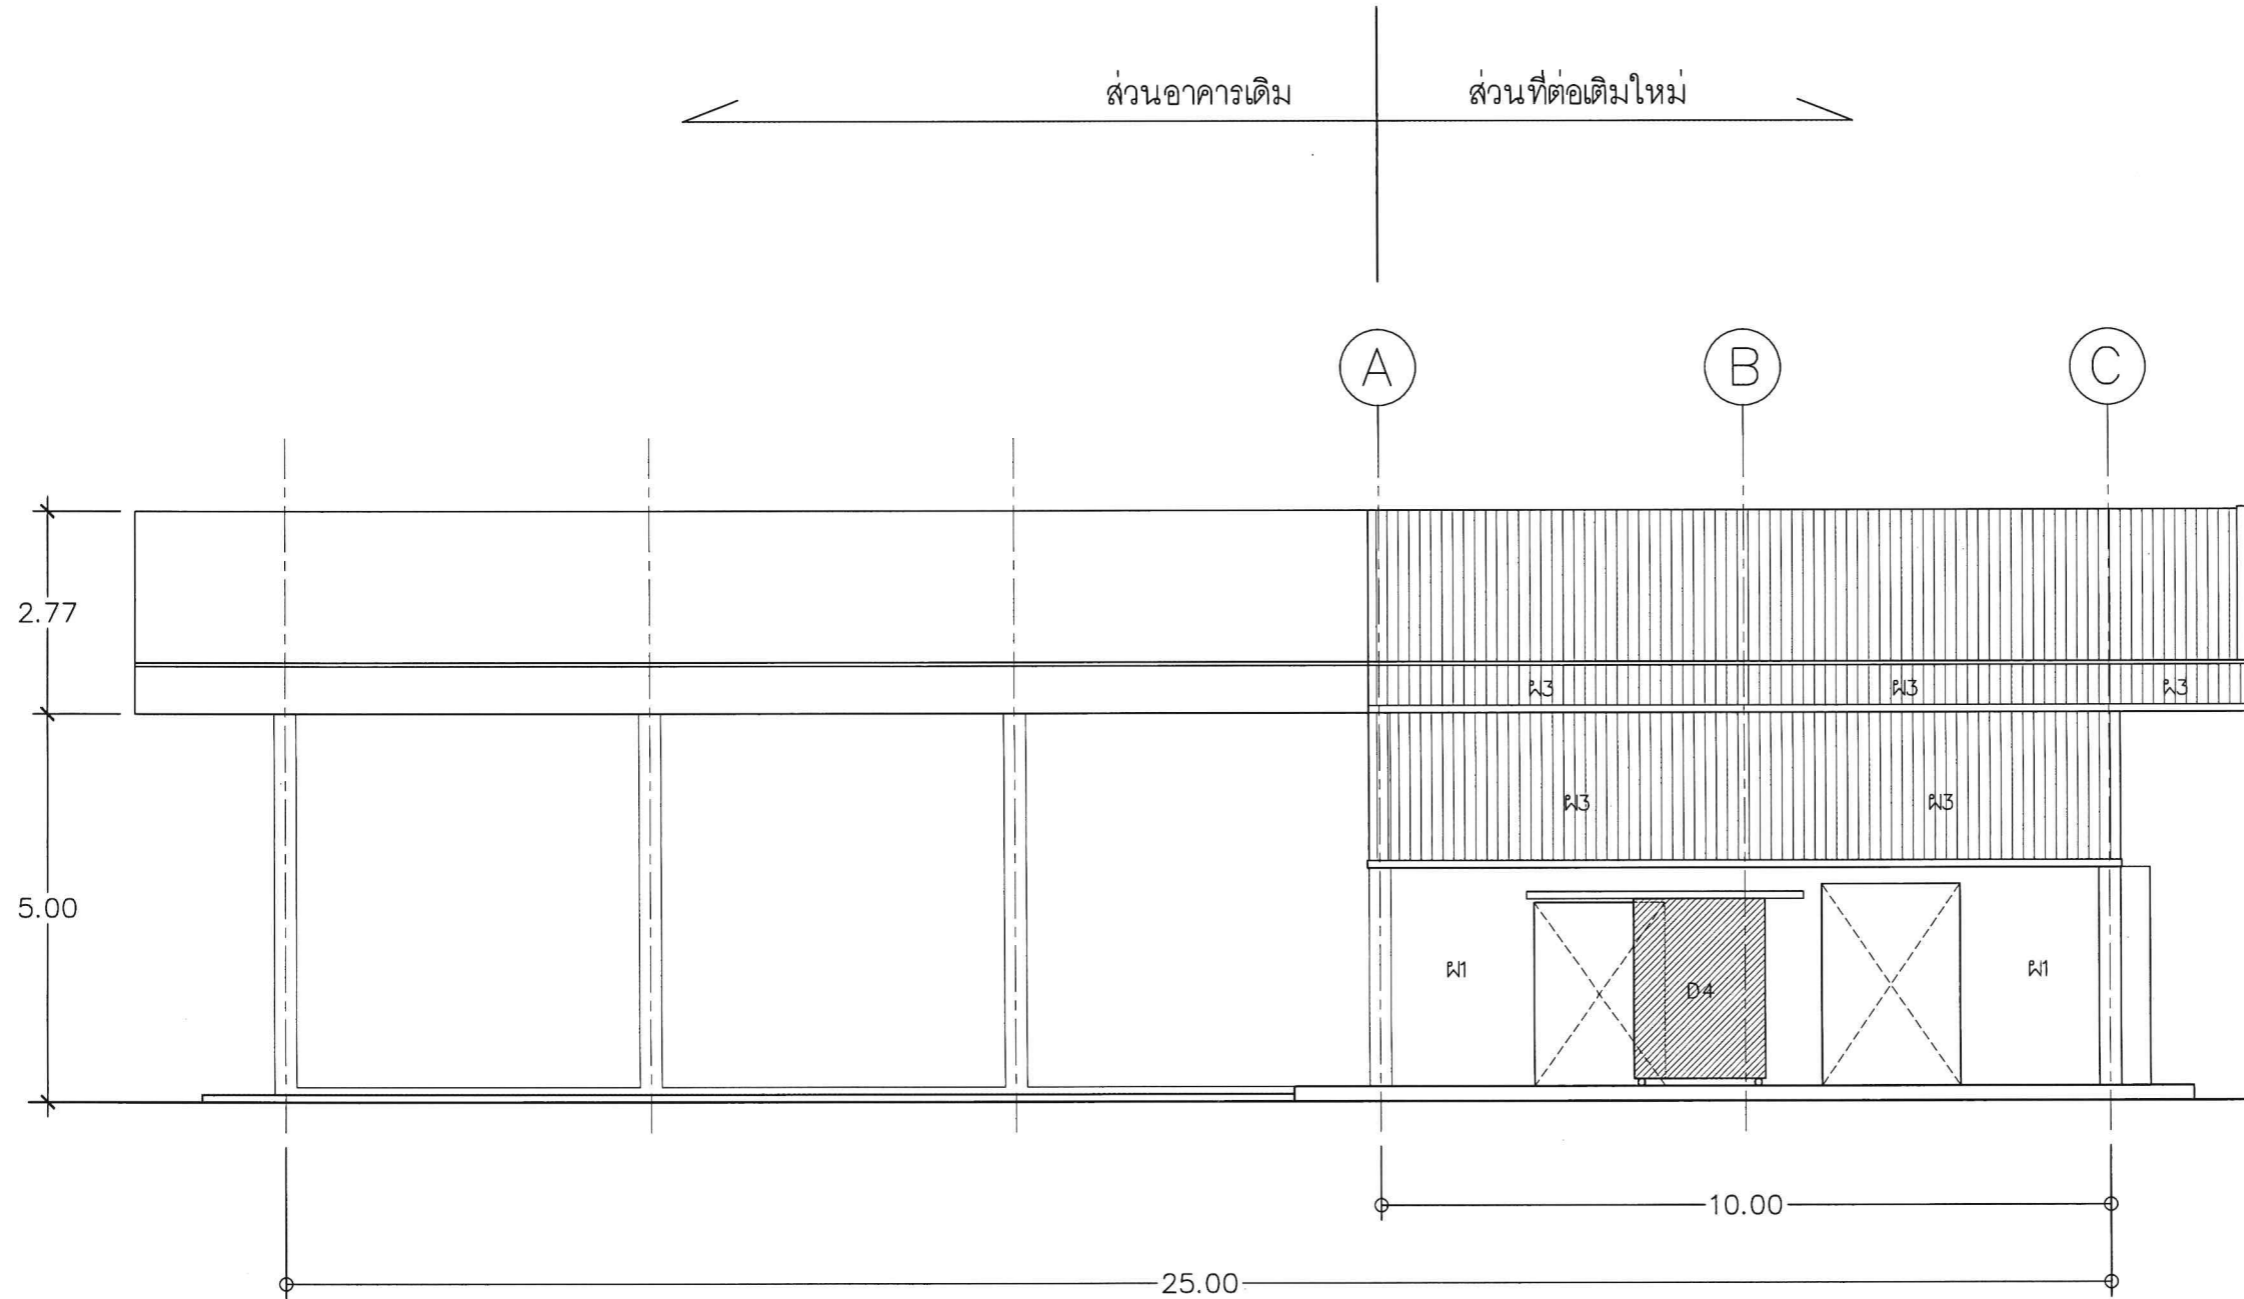 ส่วนอาคารเดิม ส่วนที่ต่อเติมใหม่
A B C
2.77
ผ3 ผ3 ผ3
ผ3 ผ3
5.00
ผ1 ผ1
D4
10.00
25.00